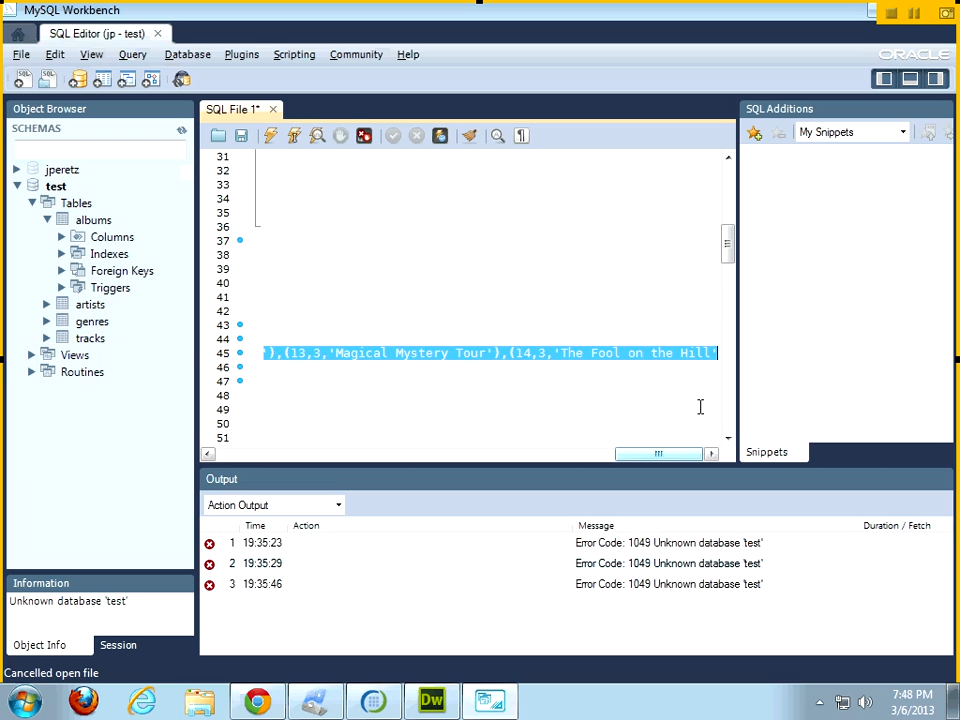 MySQL Workbench
SQL Editor (jp - test)
File Edit View Query Database Plugins Scripting Community Help
ORACLE
Object Browser
SCHEMAS
jperetz
test
Tables
albums
Columns
Indexes
Foreign Keys
Triggers
artists
genres
tracks
Views
Routines
SQL File 1*
31
32
33
34
35
36
37
38
39
40
41
42
43
44
45 '),(13,3,'Magical Mystery Tour'),(14,3,'The Fool on the Hill'
46
47
48
49
50
51
SQL Additions
My Snippets
Snippets
Output
Action Output
Time Action Message Duration / Fetch
1 19:35:23 Error Code: 1049 Unknown database 'test'
2 19:35:29 Error Code: 1049 Unknown database 'test'
3 19:35:46 Error Code: 1049 Unknown database 'test'
Information
Unknown database 'test'
Object Info Session
Cancelled open file
Dw
7:48 PM
3/6/2013